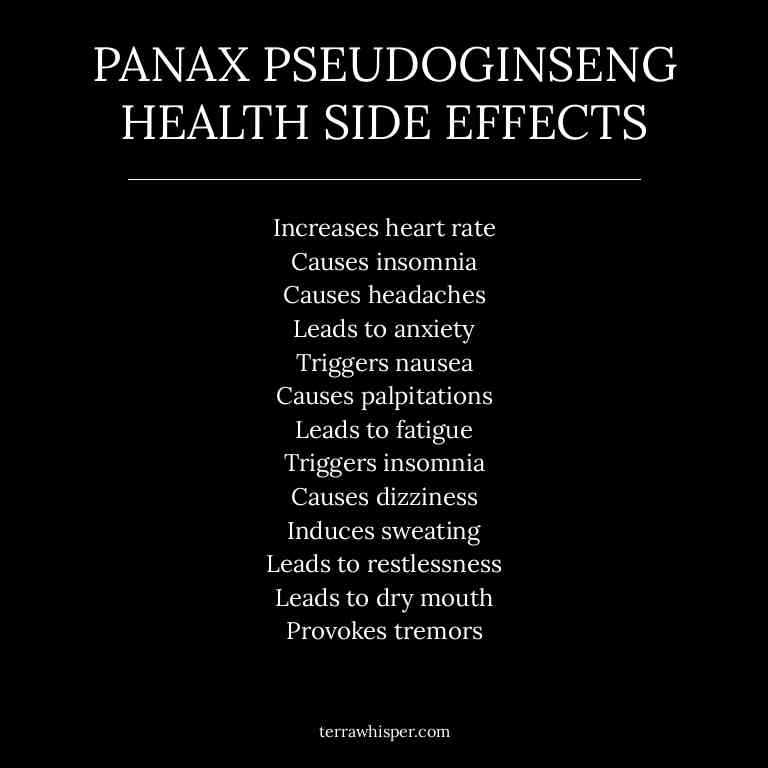 PANAX PSEUDOGINSENG
HEALTH SIDE EFFECTS
Increases heart rate
Causes insomnia
Causes headaches
Leads to anxiety
Triggers nausea
Causes palpitations
Leads to fatigue
Triggers insomnia
Causes dizziness
Induces sweating
Leads to restlessness
Leads to dry mouth
Provokes tremors
terrawhisper.com